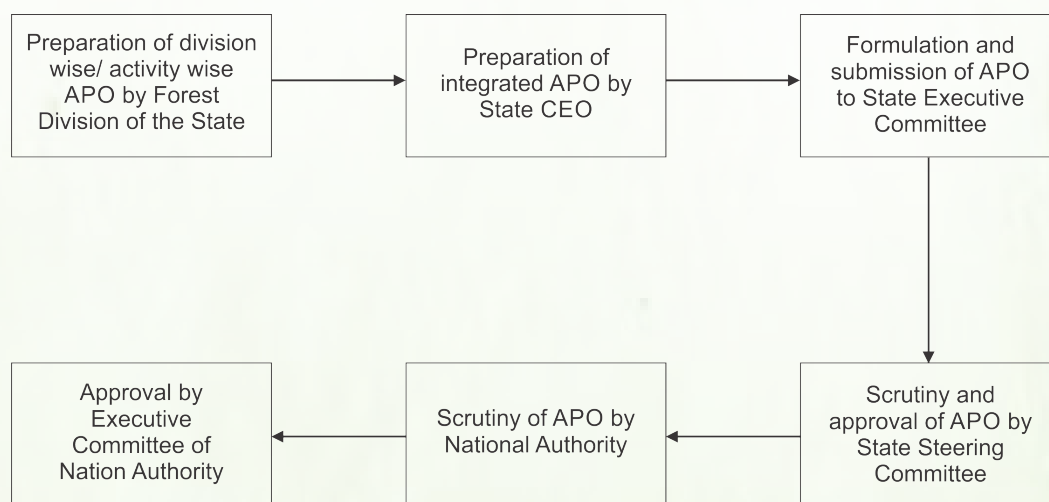 Preparation of division
wise/ activity wise
APO by Forest
Division of the State
Preparation of
integrated APO by
State CEO
Formulation and
submission of APO
to State Executive
Committee
Scrutiny and
approval of APO by
State Steering
Committee
Scrutiny of APO by
National Authority
Approval by
Executive
Committee of
Nation Authority